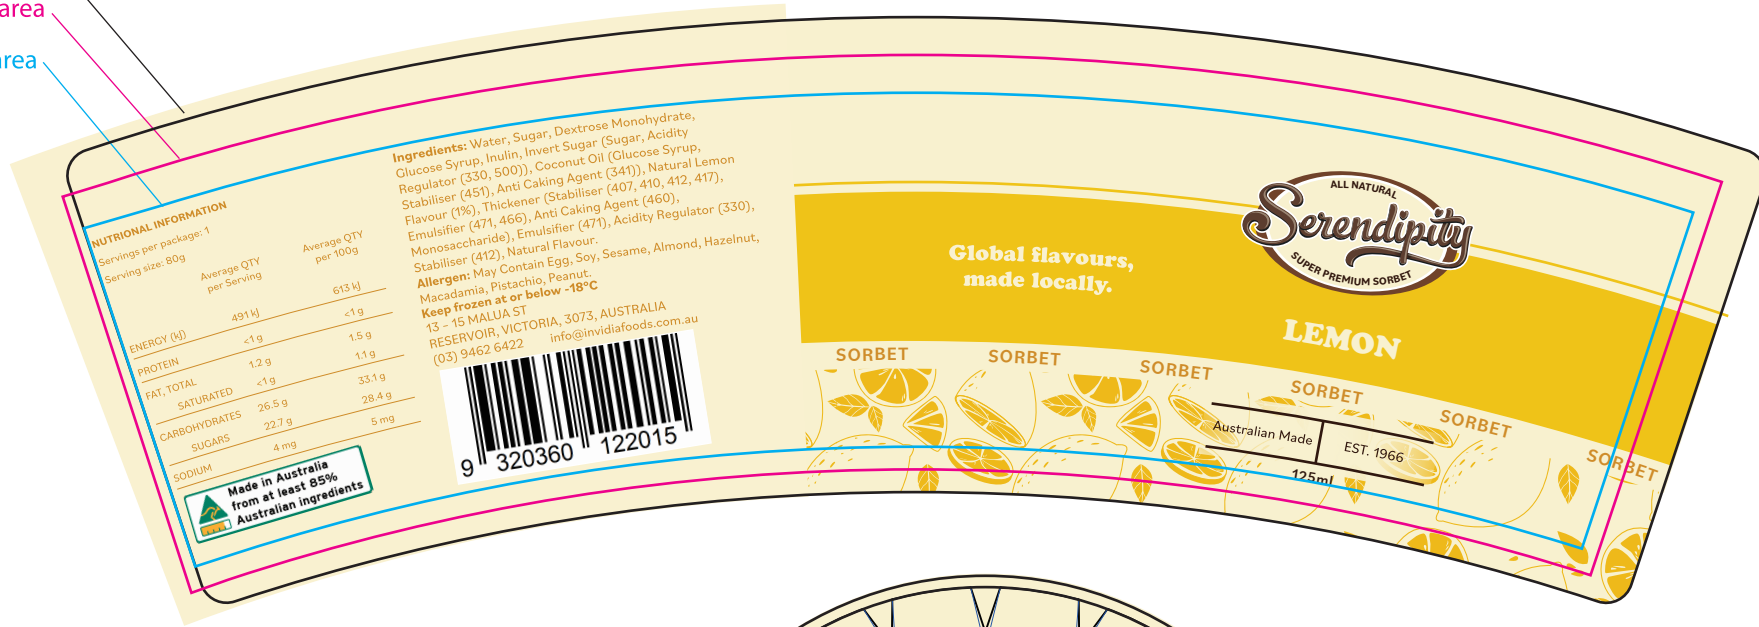 area
area
NUTRIONAL INFORMATION
Servings per package: 1
Serving size: 80g
Average QTY
per Serving
Average QTY
per 100g
ENERGY (kj) 491 kJ 613 kJ
PROTEIN <1 g <1 g
FAT, TOTAL 1.2 g 1.5 g
SATURATED <1 g 1.1 g
CARBOHYDRATES 26.5 g 33.1 g
SUGARS 22.7 g 28.4 g
SODIUM 4 mg 5 mg
Made in Australia
from at least 85%
Australian ingredients
Ingredients: Water, Sugar, Dextrose Monohydrate,
Glucose Syrup, Inulin, Invert Sugar (Sugar, Acidity
Regulator (330, 500)), Coconut Oil (Glucose Syrup,
Stabiliser (451), Anti Caking Agent (341)), Natural Lemon
Flavour (1%), Thickener (Stabiliser (407, 410, 412, 417),
Emulsifier (471, 466), Anti Caking Agent (460),
Monosaccharide), Emulsifier (471), Acidity Regulator (330),
Stabiliser (412), Natural Flavour.
Allergen: May Contain Egg, Soy, Sesame, Almond, Hazelnut,
Macadamia, Pistachio, Peanut.
Keep frozen at or below -18°C
13 - 15 MALUA ST
RESERVOIR, VICTORIA, 3073, AUSTRALIA
(03) 9462 6422 info@invidiafoods.com.au
9 320360 122015
Global flavours,
made locally.
ALL NATURAL
Serendipity
SUPER PREMIUM SORBET
LEMON
SORBET SORBET SORBET SORBET SORBET SORBET
Australian Made EST. 1966
125ml